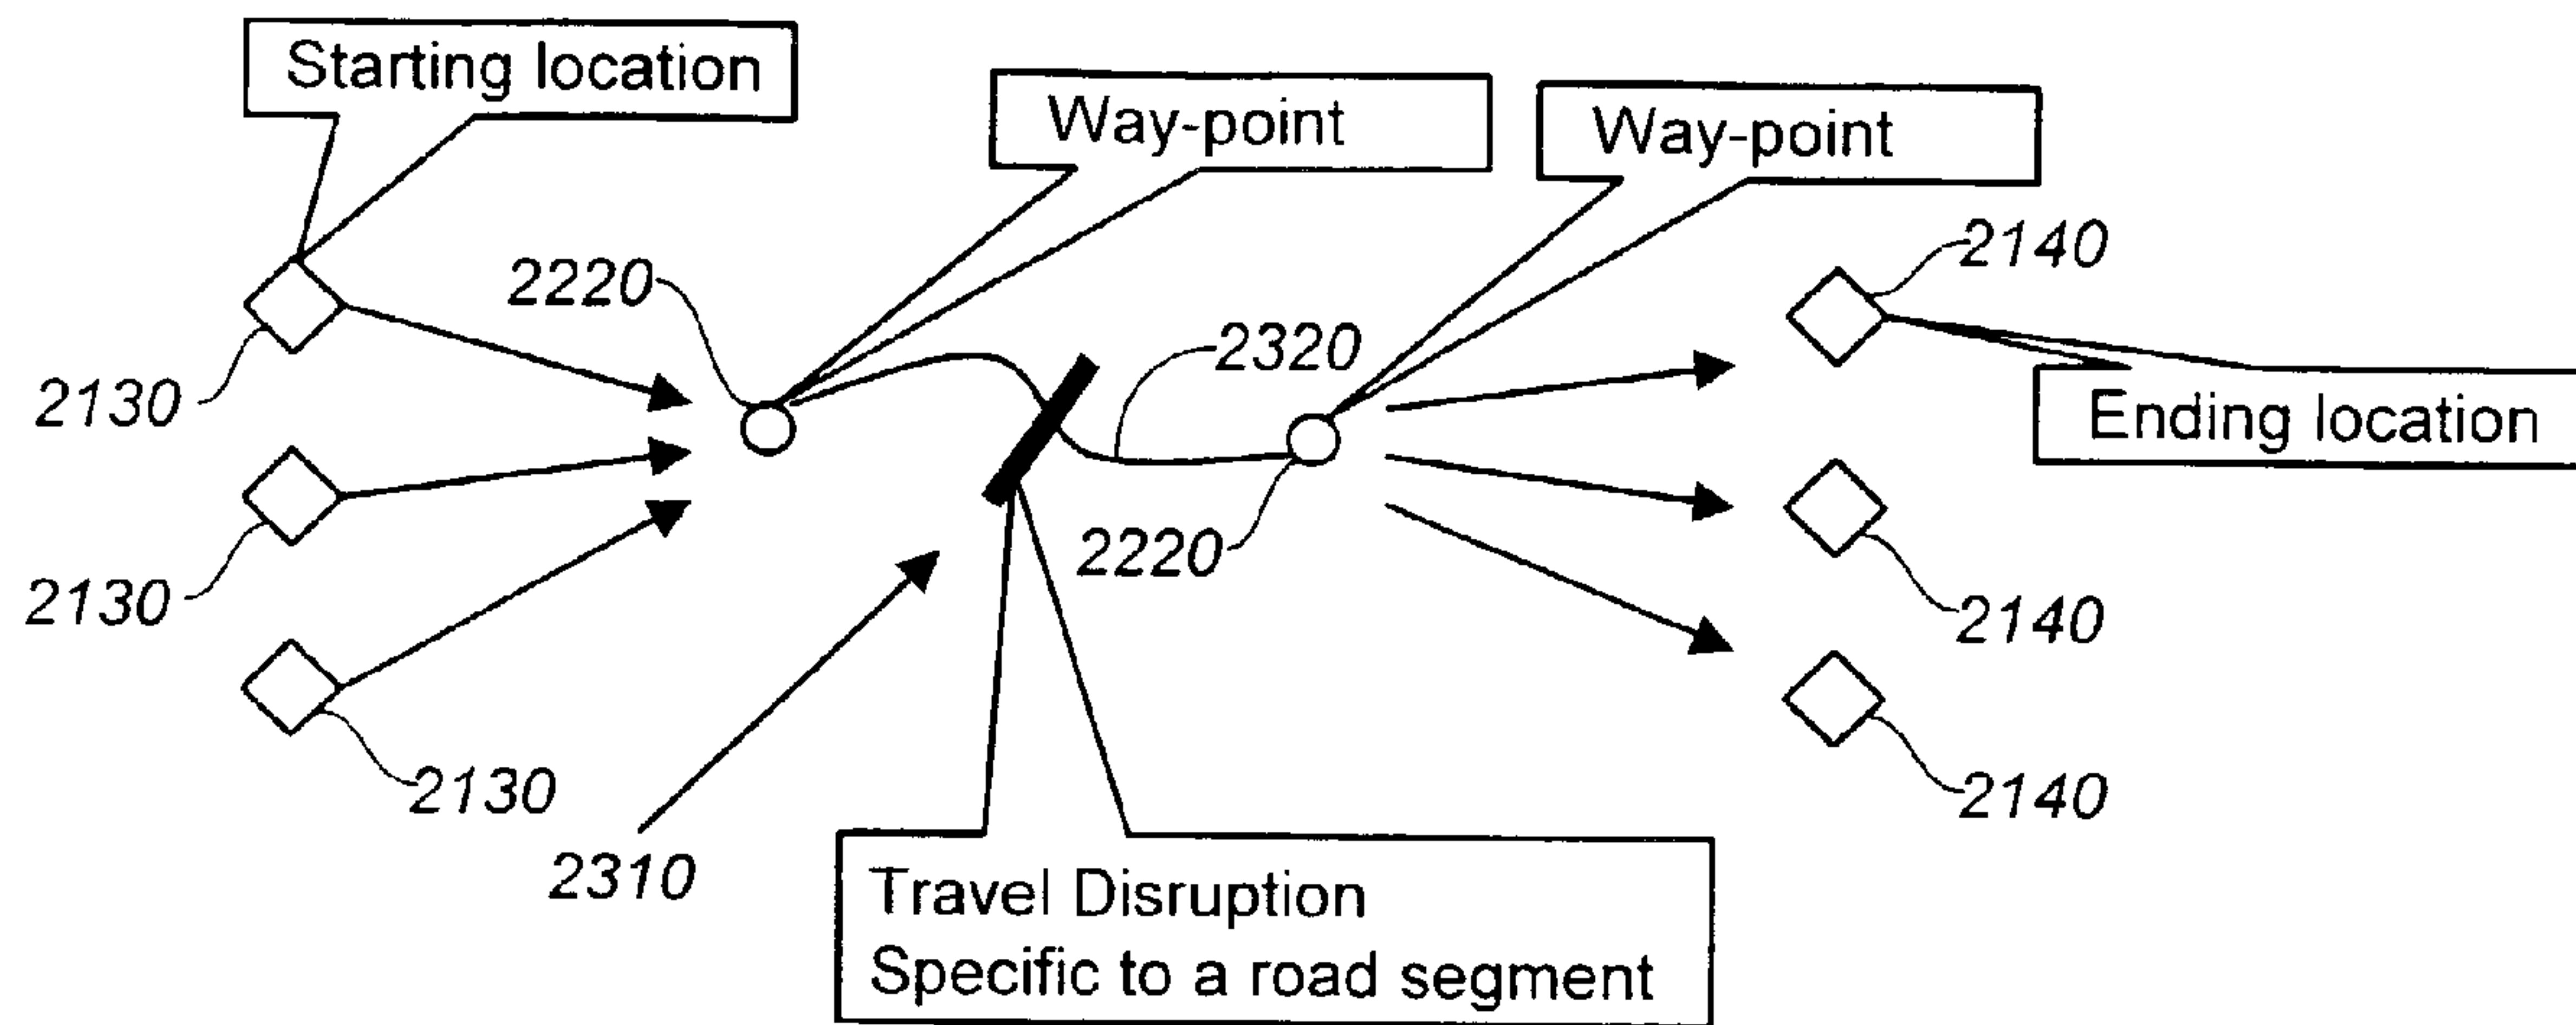 Starting location
Way-point
Way-point
2140
2220
2320
2130
Ending location
2220
2130
2140
2130
2140
2310
Travel Disruption
Specific to a road segment